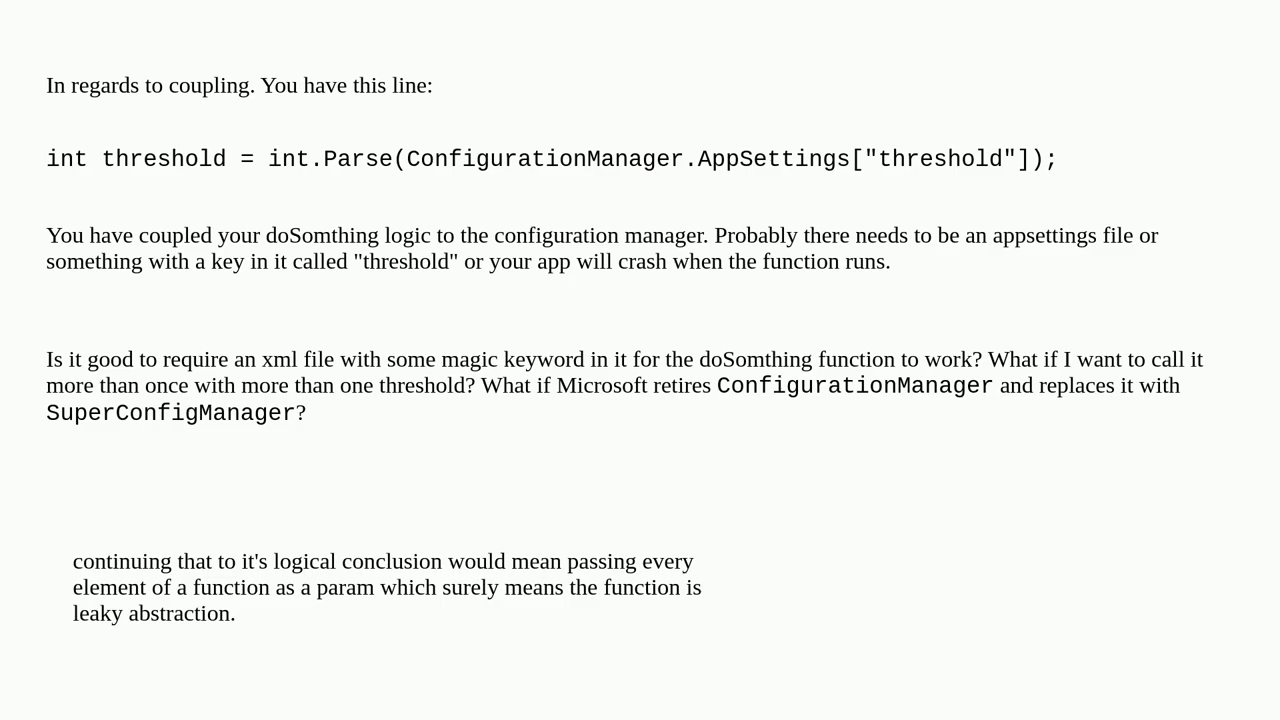 In regards to coupling. You have this line:
int threshold = int.Parse(ConfigurationManager.AppSettings["threshold"]);
You have coupled your doSomthing logic to the configuration manager. Probably there needs to be an appsettings file or
something with a key in it called "threshold" or your app will crash when the function runs.
Is it good to require an xml file with some magic keyword in it for the doSomthing function to work? What if I want to call it
more than once with more than one threshold? What if Microsoft retires ConfigurationManager and replaces it with
SuperConfigManager?
continuing that to it's logical conclusion would mean passing every
element of a function as a param which surely means the function is
leaky abstraction.